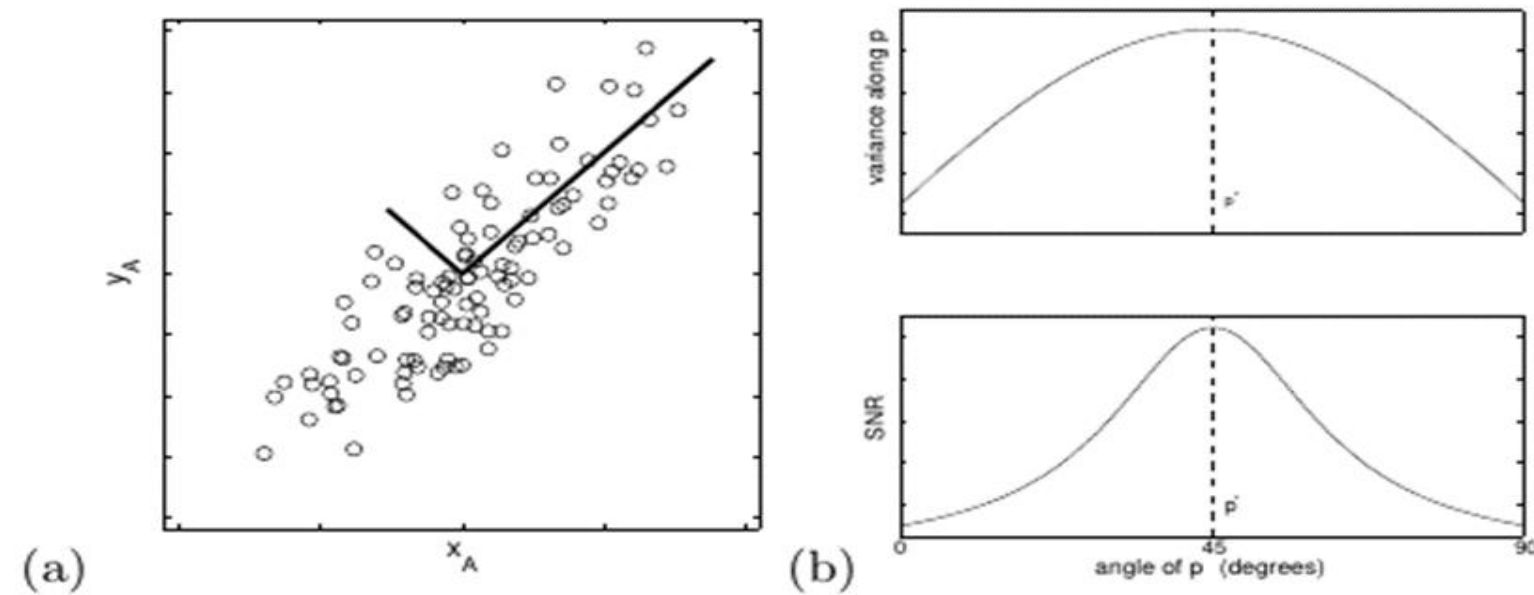 y_A
x_A
(a)
variance along p
p*
SNR
p*
0 45 90
angle of p (degrees)
(b)